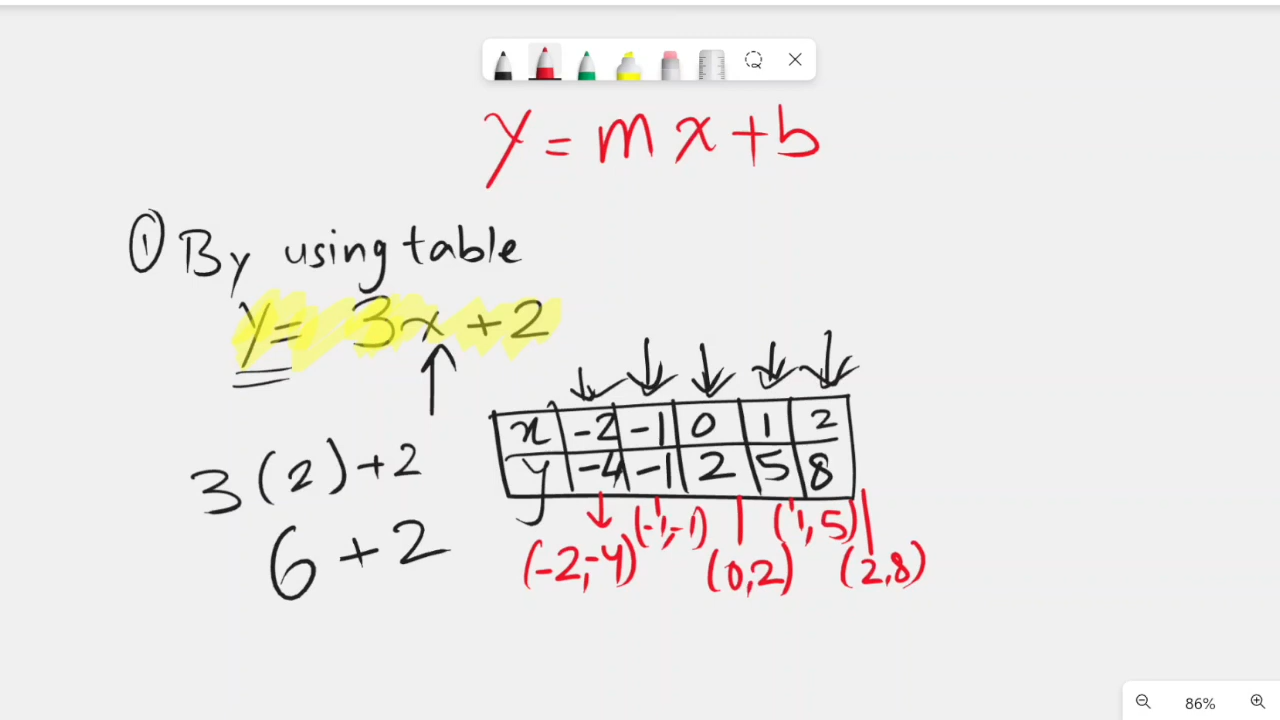 y = mx + b
① By using table
y = 3x + 2
x -2 -1 0 1 2
y -4 -1 2 5 8
3(2)+2
6+2
(-2,-4) (-1,-1) (0,2) (1,5) (2,8)
86%